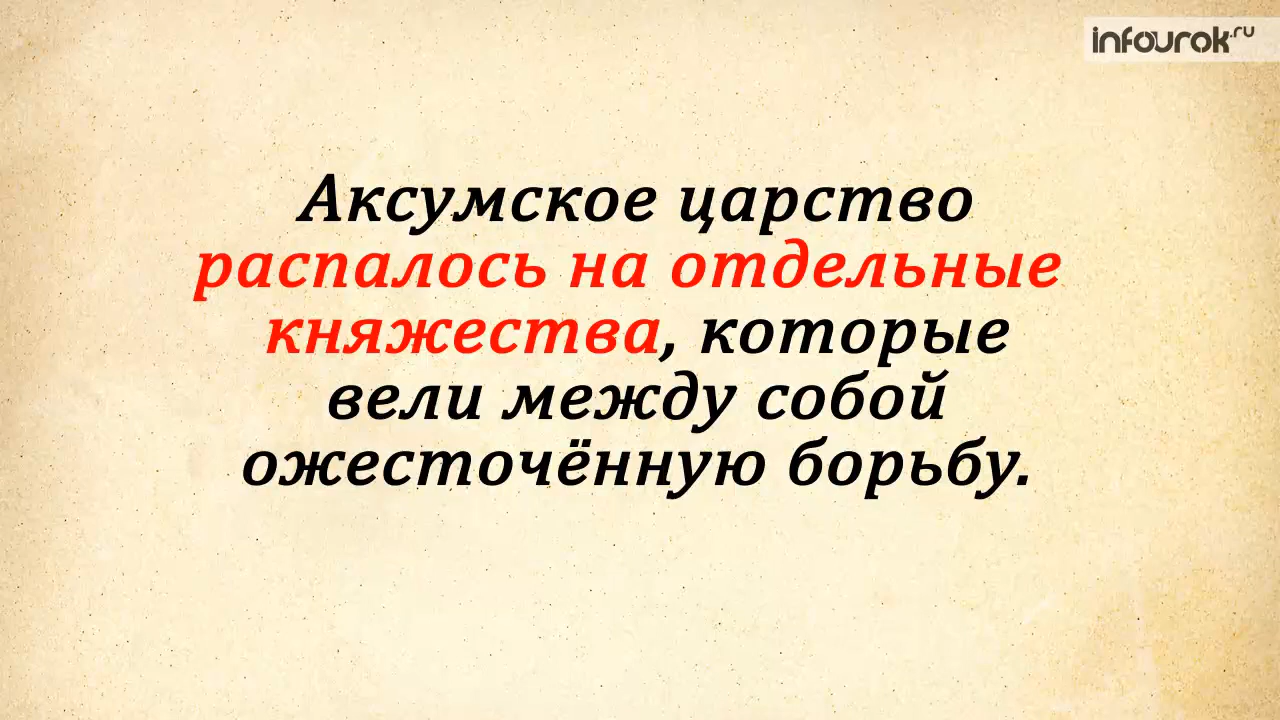 infourok.ru
Аксумское царство
распалось на отдельные
княжества, которые
вели между собой
ожесточённую борьбу.